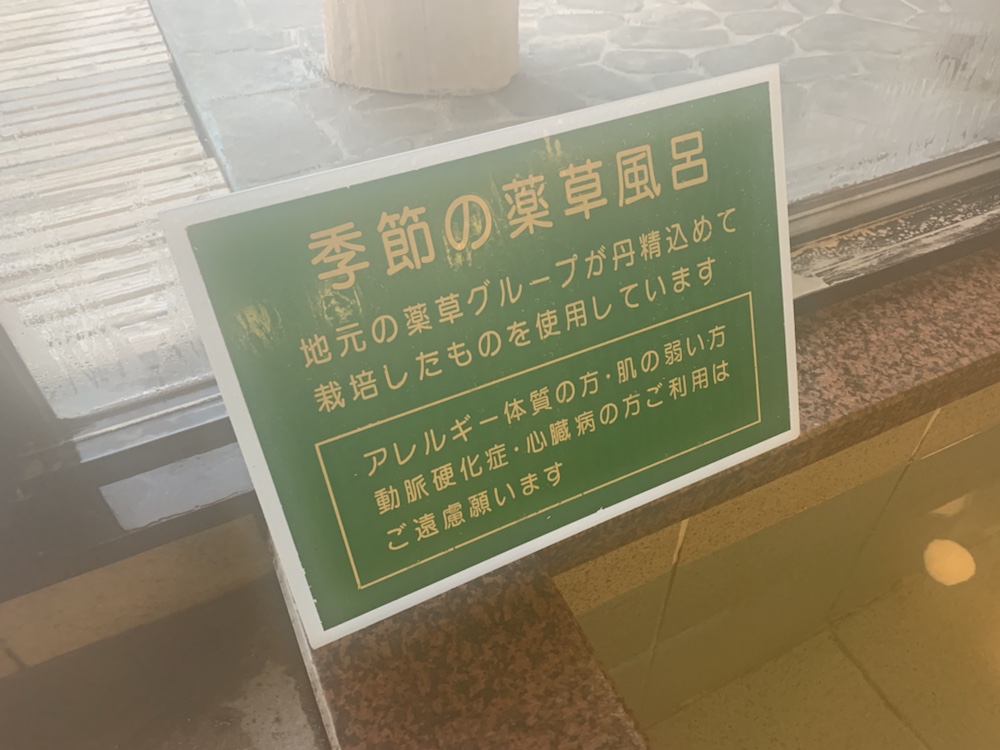 季節の薬草風呂
地元の薬草グループが丹精込めて
栽培したものを使用しています
アレルギー体質の方・肌の弱い方
動脈硬化症・心臓病の方ご利用は
ご遠慮願います